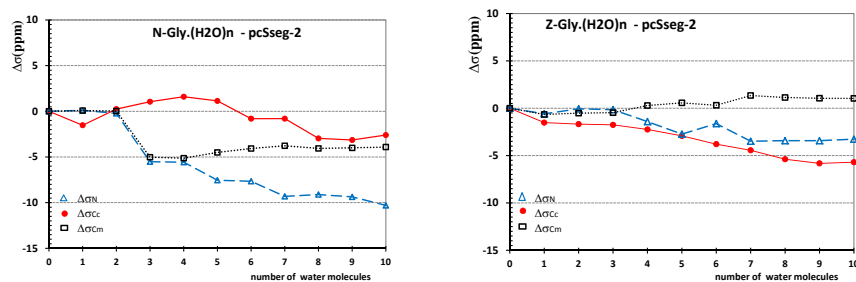 N-Gly.(H2O)n - pcSseg-2
Δσ(ppm)
10
5
0
-5
-10
-15
ΔσN
ΔσCc
ΔσCm
0 1 2 3 4 5 6 7 8 9 10
number of water molecules
Z-Gly.(H2O)n - pcSseg-2
Δσ(ppm)
10
5
0
-5
-10
-15
ΔσN
ΔσCc
ΔσCm
0 1 2 3 4 5 6 7 8 9 10
number of water molecules